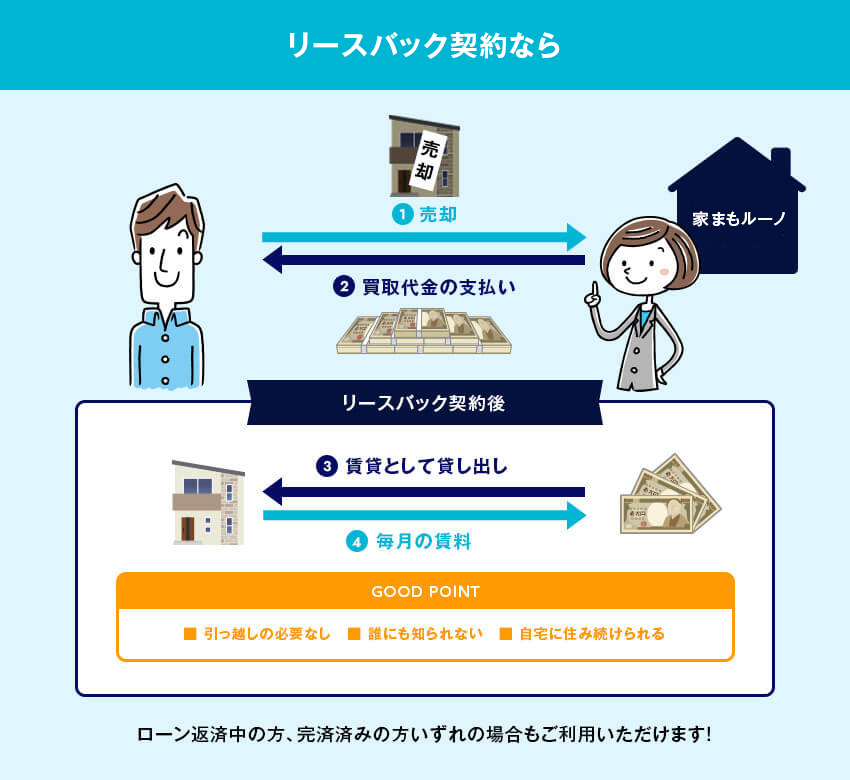 リースバック契約なら
売却
1 売却
家まもルーノ
2 買取代金の支払い
リースバック契約後
3 賃貸として貸し出し
4 毎月の賃料
GOOD POINT
■ 引っ越しの必要なし ■ 誰にも知られない ■ 自宅に住み続けられる
ローン返済中の方、完済済みの方いずれの場合もご利用いただけます!